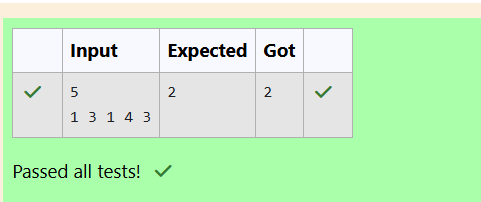 Input Expected Got
5 2 2
1 3 1 4 3
Passed all tests!